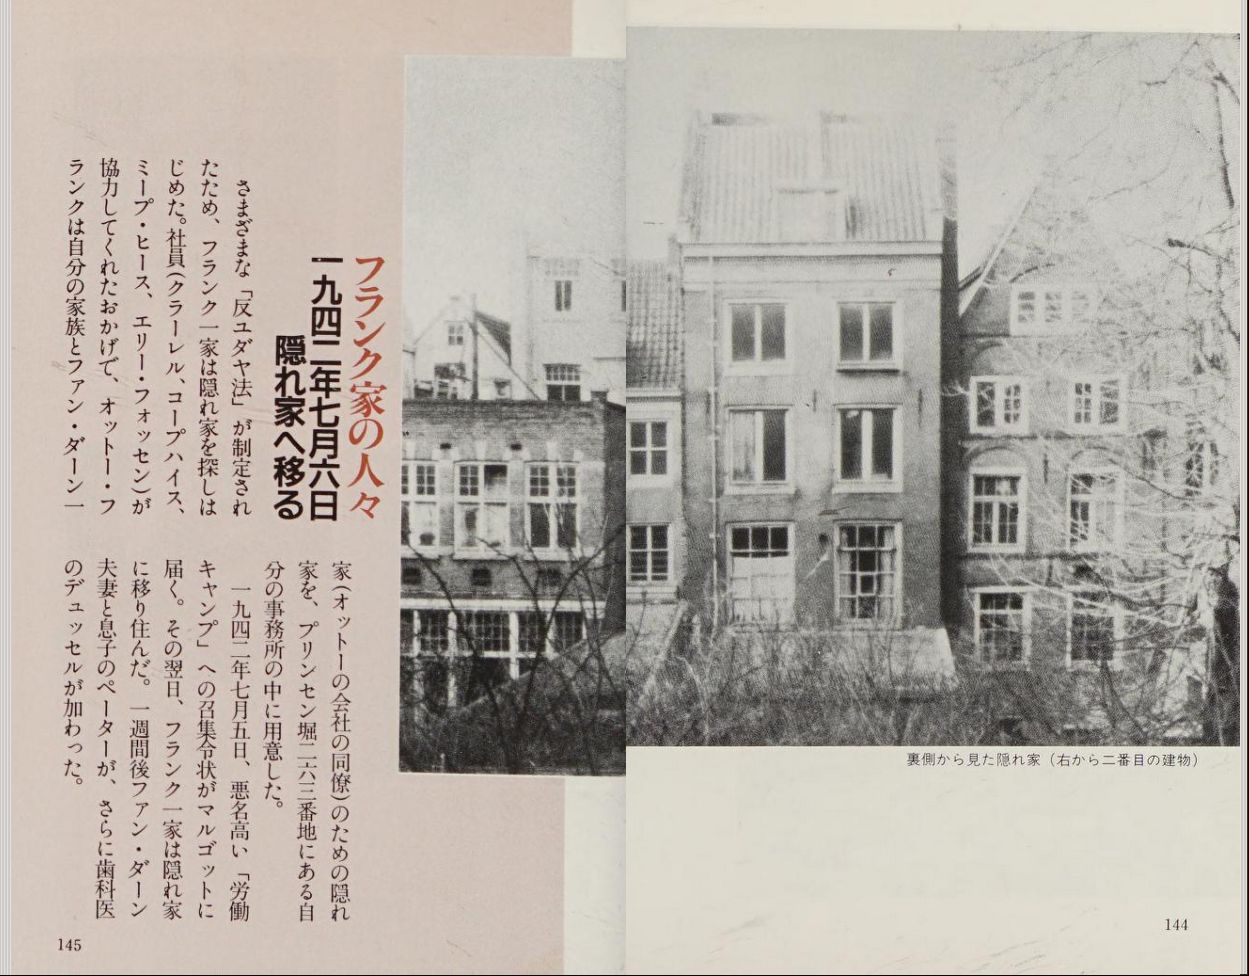 裏側から見た隠れ家（右から二番目の建物）
144
フランク家の人々
一九四二年七月六日
隠れ家へ移る
さまざまな「反ユダヤ法」が制定され
たため、フランク一家は隠れ家を探しは
じめた。社員（クラーレル、コープハイス、
ミープ・ヒース、エリー・フォッセン）が
協力してくれたおかげで、オットー・フ
ランクは自分の家族とファン・ダーン一
家（オットーの会社の同僚）のための隠れ
家を、プリンセン堀二六三番地にある自
分の事務所の中に用意した。
一九四二年七月五日、悪名高い「労働
キャンプ」への召集令状がマルゴットに
届く。その翌日、フランク一家は隠れ家
に移り住んだ。一週間後ファン・ダーン
夫妻と息子のペーターが、さらに歯科医
のデュッセルが加わった。
145